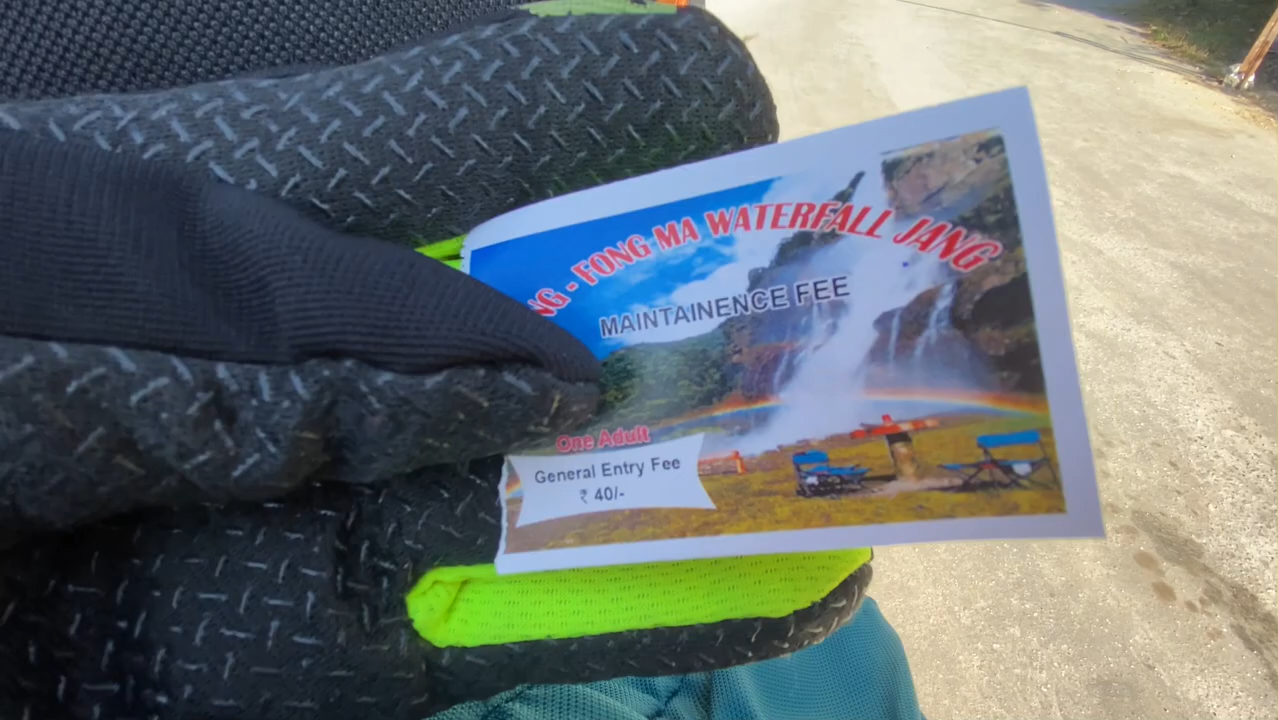 NG - FONG MA WATERFALL JANG
MAINTAINENCE FEE
One Adult
General Entry Fee
₹ 40/-